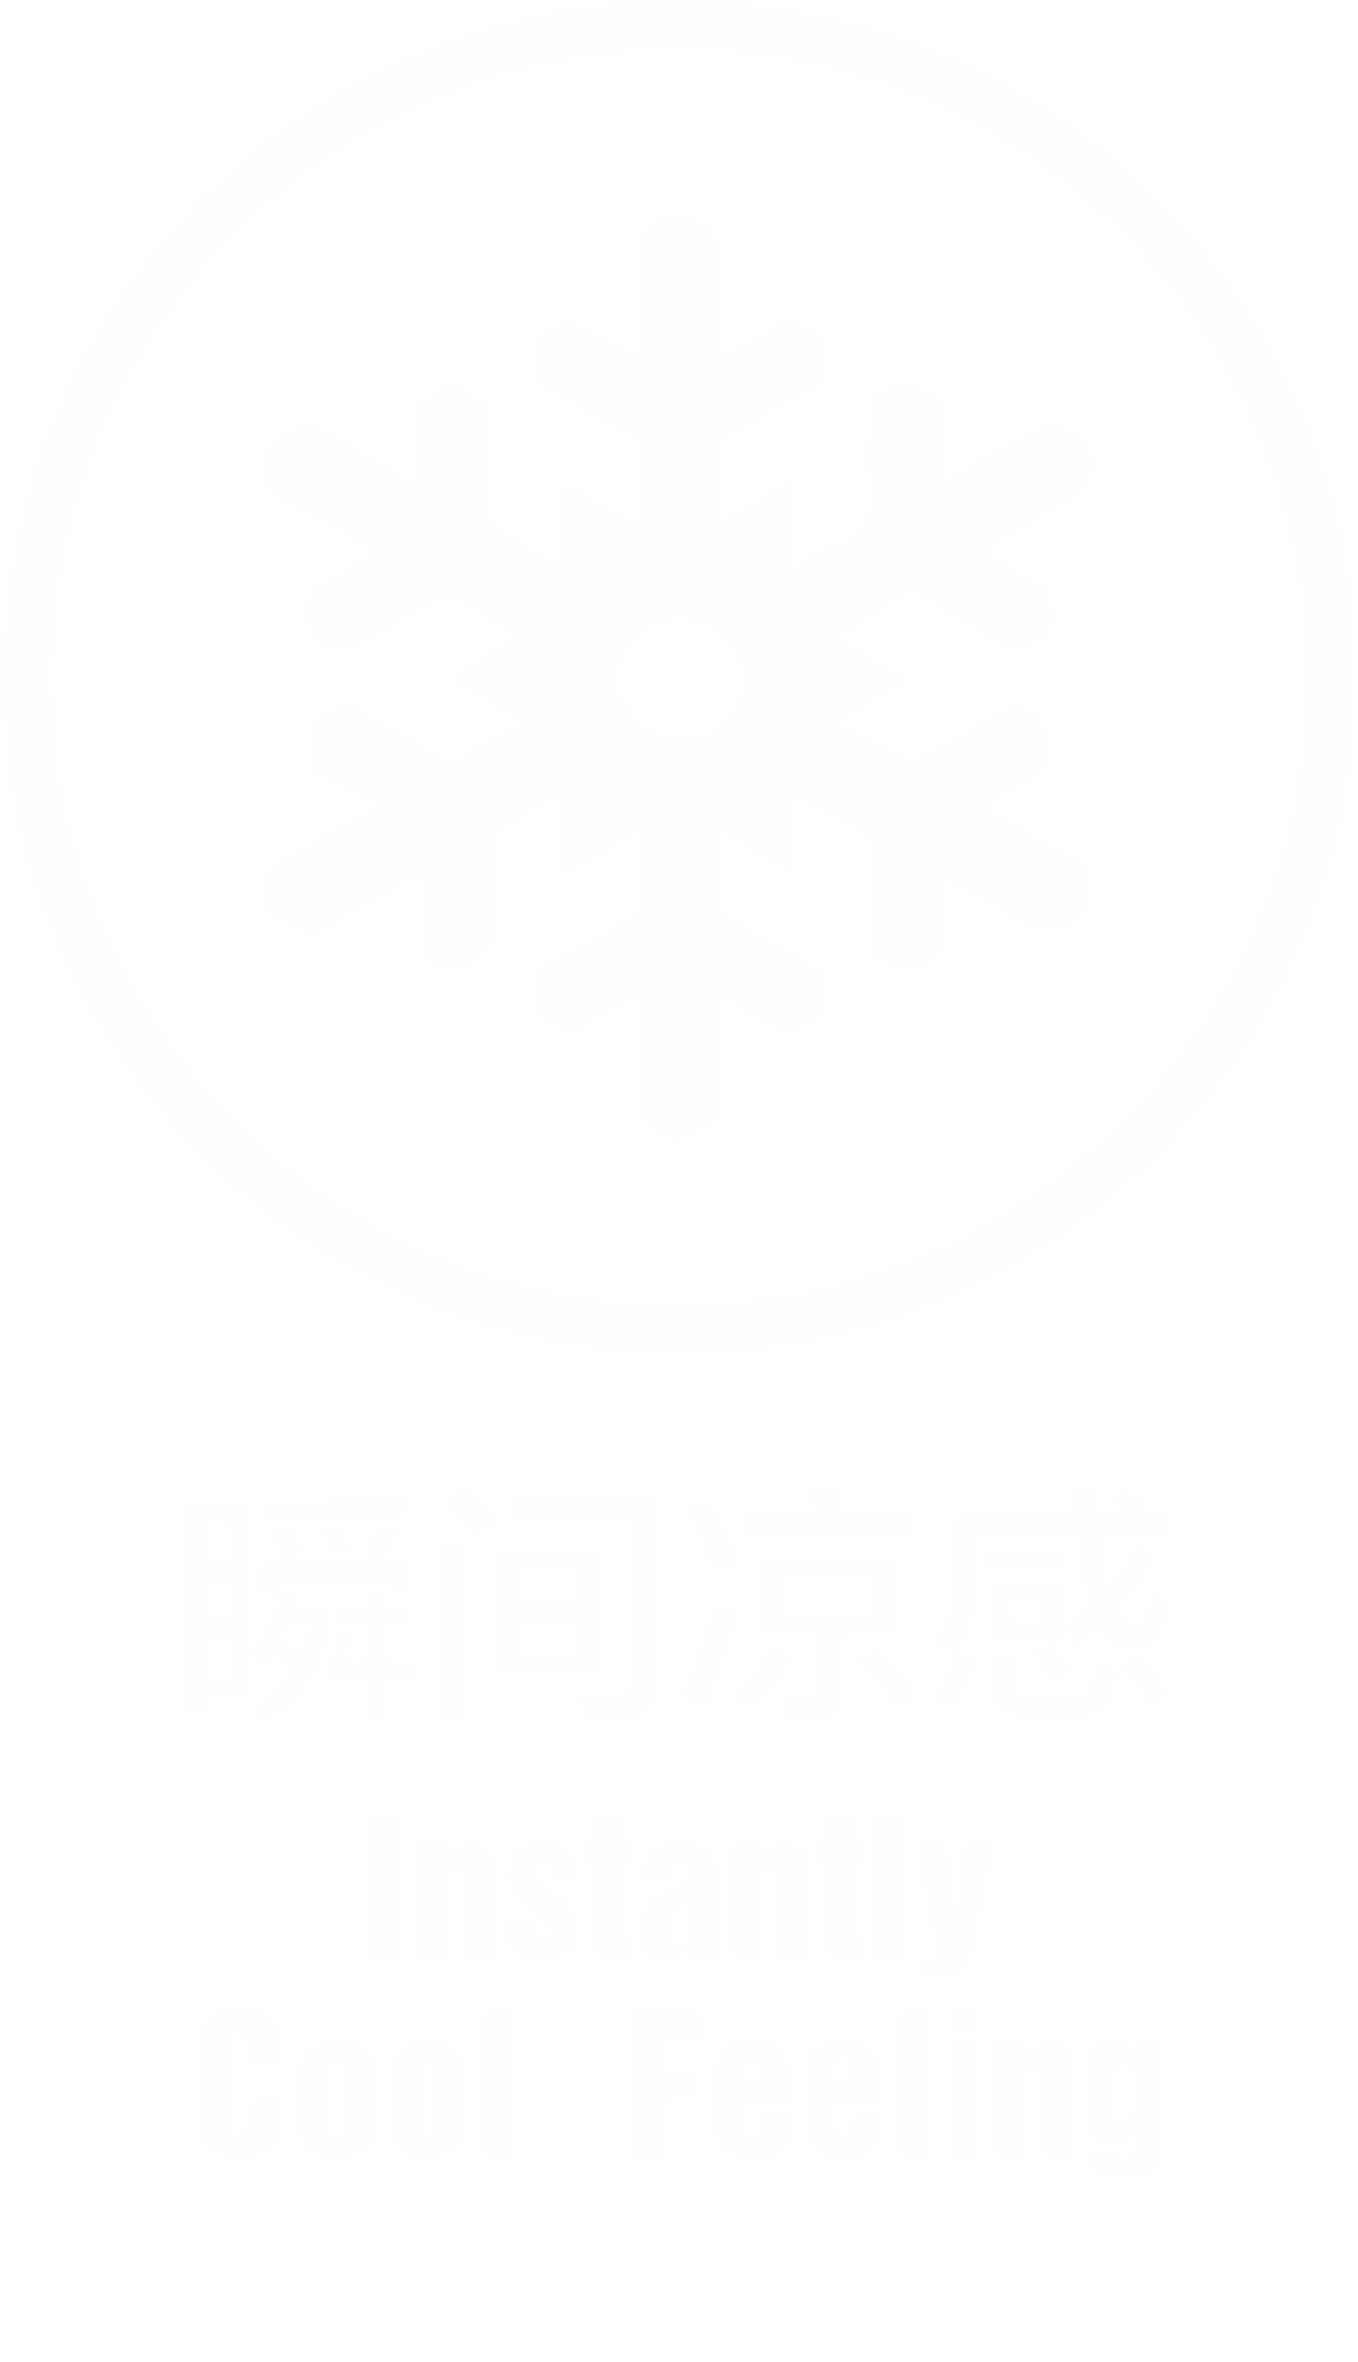 瞬间凉感
Instantly
Cool Feeling